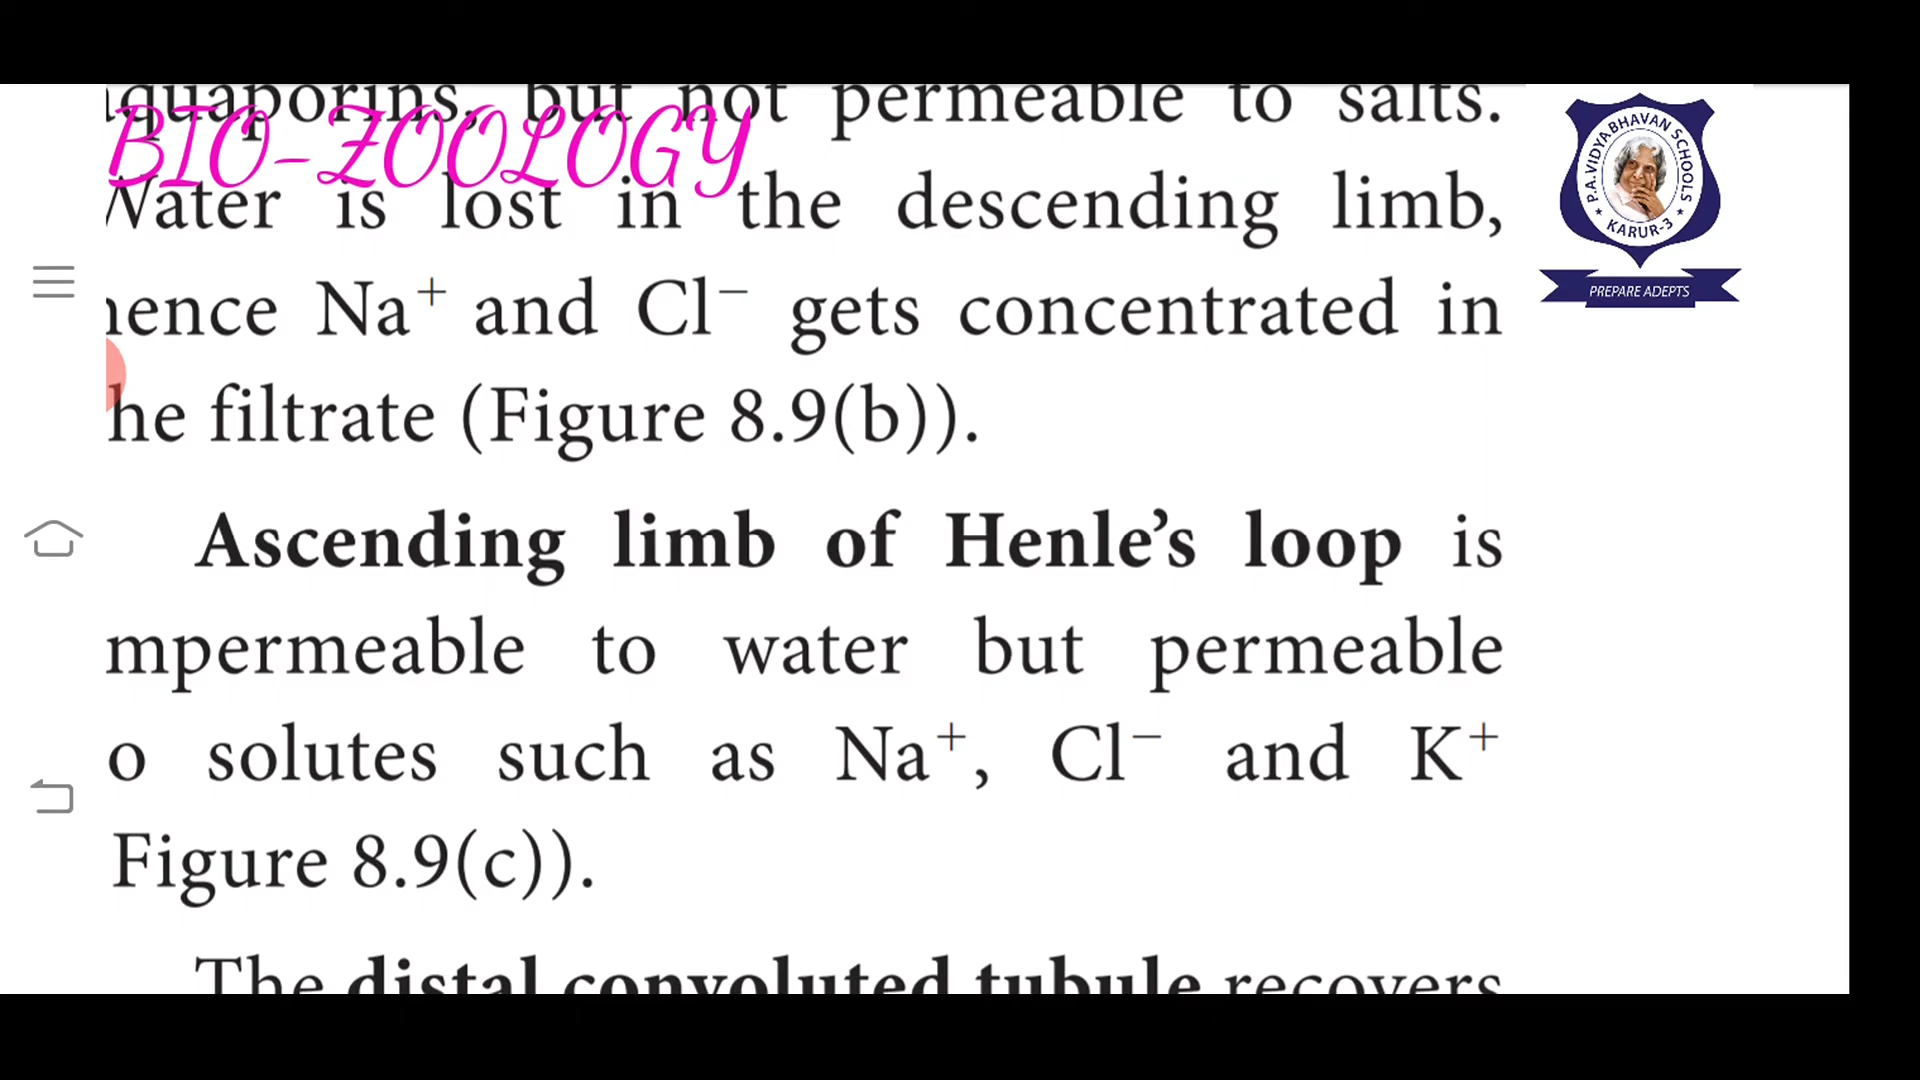 aquaporins, but not permeable to salts.
BIO-ZOOLOGY
Water is lost in the descending limb,
hence Na⁺ and Cl⁻ gets concentrated in
he filtrate (Figure 8.9(b)).
Ascending limb of Henle's loop is
mpermeable to water but permeable
o solutes such as Na⁺, Cl⁻ and K⁺
Figure 8.9(c)).
The distal convoluted tubule recovers
P.A.VIDYA BHAVAN SCHOOLS
KARUR-3
PREPARE ADEPTS